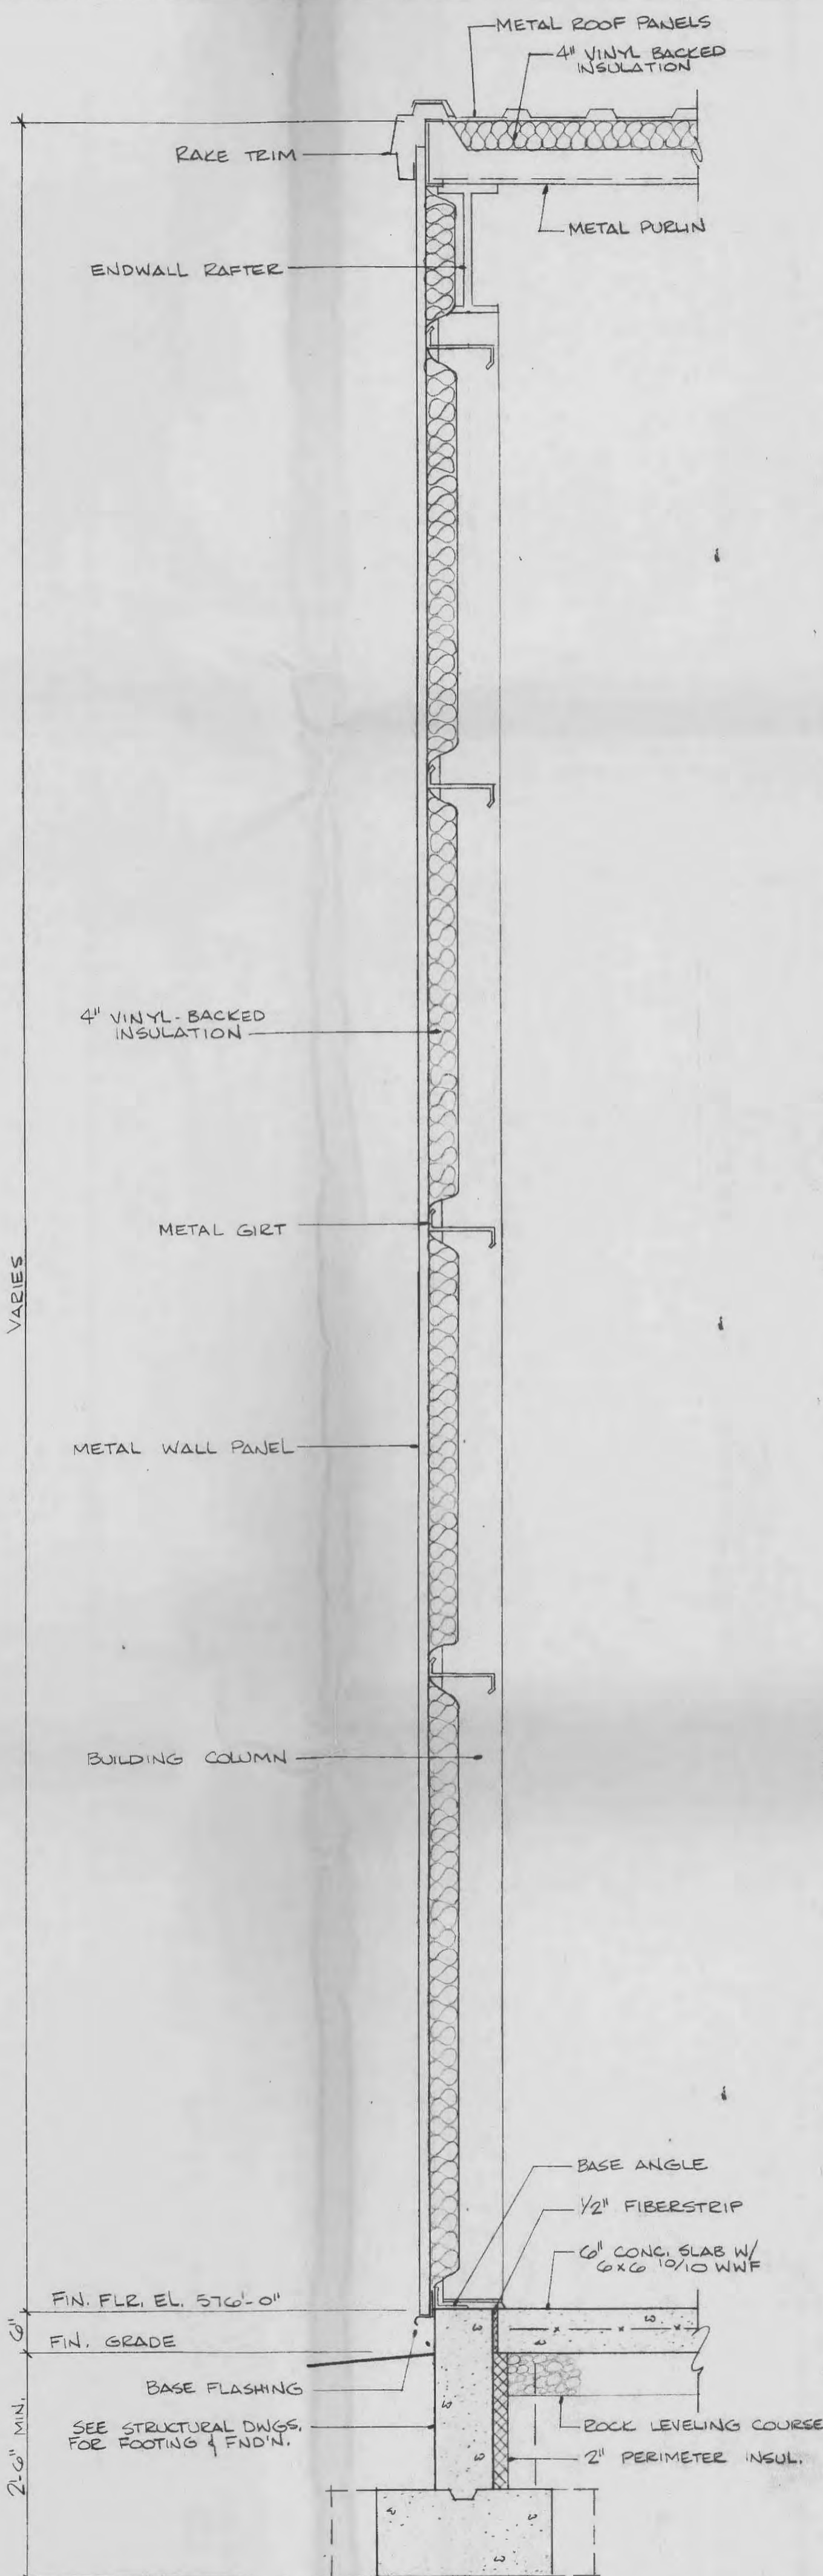 METAL ROOF PANELS
4" VINYL BACKED
INSULATION
RAKE TRIM
METAL PURLIN
ENDWALL RAFTER
4" VINYL-BACKED
INSULATION
METAL GIRT
VARIES
METAL WALL PANEL
BUILDING COLUMN
BASE ANGLE
1/2" FIBERSTRIP
6" CONC. SLAB W/
6x6 10/10 WWF
FIN. FLR. EL. 576'-0"
6"
FIN. GRADE
BASE FLASHING
SEE STRUCTURAL DWGS.
FOR FOOTING & FND'N.
ROCK LEVELING COURSE
2" PERIMETER INSUL.
2'-6" MIN.